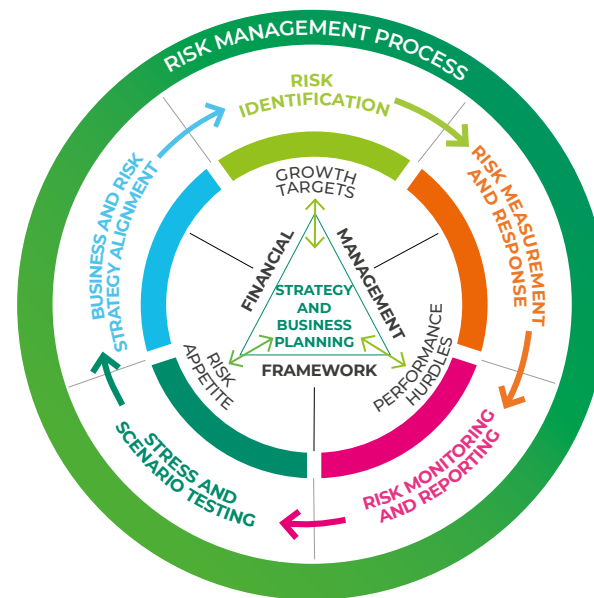 RISK MANAGEMENT PROCESS
RISK
IDENTIFICATION
RISK MEASUREMENT
AND RESPONSE
RISK MONITORING
AND REPORTING
STRESS AND
SCENARIO TESTING
BUSINESS AND RISK
STRATEGY ALIGNMENT
GROWTH
TARGETS
PERFORMANCE
HURDLES
RISK
APPETITE
FINANCIAL
MANAGEMENT
FRAMEWORK
STRATEGY
AND
BUSINESS
PLANNING